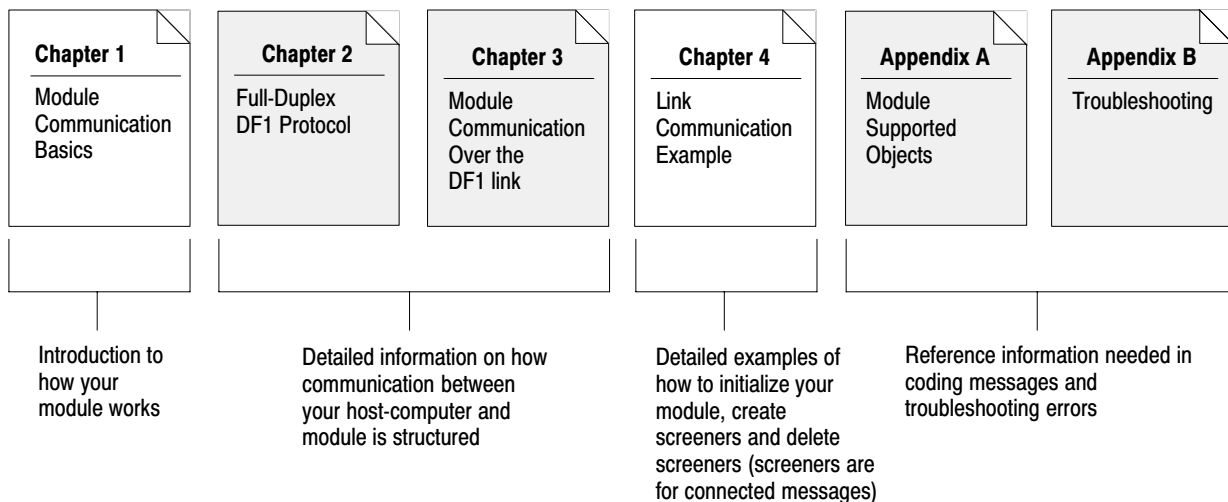 Chapter 1
Module
Communication
Basics
Chapter 2
Full-Duplex
DF1 Protocol
Chapter 3
Module
Communication
Over the
DF1 link
Chapter 4
Link
Communication
Example
Appendix A
Module
Supported
Objects
Appendix B
Troubleshooting
Introduction to
how your
module works
Detailed information on how
communication between
your host-computer and
module is structured
Detailed examples of
how to initialize your
module, create
screeners and delete
screeners (screeners are
for connected messages)
Reference information needed in
coding messages and
troubleshooting errors